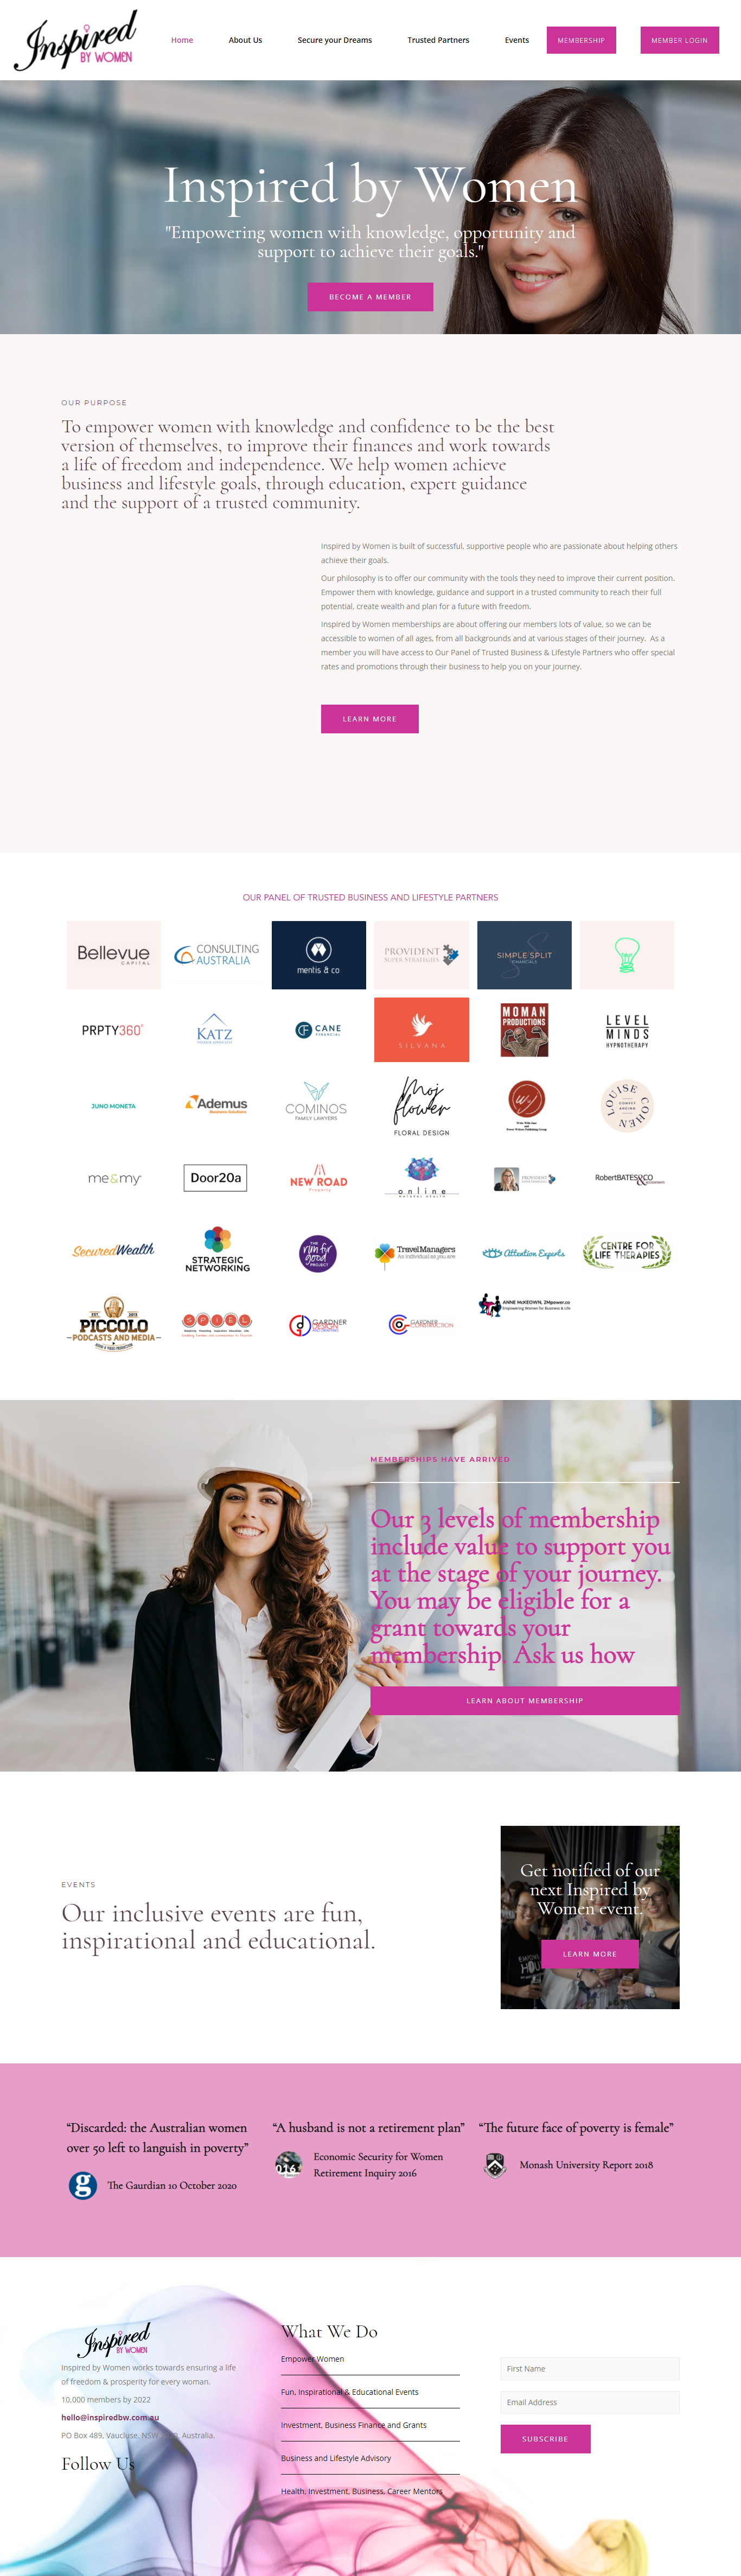 Inspired
BY WOMEN
Home
About Us
Secure your Dreams
Trusted Partners
Events
MEMBERSHIP
MEMBER LOGIN
Inspired by Women
"Empowering women with knowledge, opportunity and
support to achieve their goals."
BECOME A MEMBER
OUR PURPOSE
To empower women with knowledge and confidence to be the best
version of themselves, to improve their finances and work towards
a life of freedom and independence. We help women achieve
business and lifestyle goals, through education, expert guidance
and the support of a trusted community.
Inspired by Women is built of successful, supportive people who are passionate about helping others
achieve their goals.
Our philosophy is to offer our community with the tools they need to improve their current position.
Empower them with knowledge, guidance and support in a trusted community to reach their full
potential, create wealth and plan for a future with freedom.
Inspired by Women memberships are about offering our members lots of value, so we can be
accessible to women of all ages, from all backgrounds and at various stages of their journey.  As a
member you will have access to Our Panel of Trusted Business & Lifestyle Partners who offer special
rates and promotions through their business to help you on your journey.
LEARN MORE
OUR PANEL OF TRUSTED BUSINESS AND LIFESTYLE PARTNERS
Bellevue
CAPITAL
CONSULTING
AUSTRALIA
mentis & co
PROVIDENT
SUPER STRATEGIES
SIMPLE SPLIT
FINANCIALS
PRPTY360°
KATZ
CF CANE
FINANCIAL
SILVANA
MOMAN
PRODUCTIONS
LEVEL
MINDS
HYPNOTHERAPY
JUNO MONETA
Ademus
Business Solutions
COMINOS
FAMILY LAWYERS
Moj
flower
FLORAL DESIGN
LOUISE COHEN
me&my
Door20a
NEW ROAD
Property
online
NATURAL HEALTH
PROVIDENT
RobertBATES&CO
SecuredWealth
STRATEGIC
NETWORKING
THE
run for
good
PROJECT
TravelManagers
As individual as you are
Attention Experts
CENTRE FOR
LIFE THERAPIES
PICCOLO
PODCASTS AND MEDIA
SPIEL
GARDNER
DESIGN
GARDNER
CONSTRUCTION
ANNE McKEOWN, 2Mpower.co
Empowering Women for Business & Life
MEMBERSHIPS HAVE ARRIVED
Our 3 levels of membership
include value to support you
at the stage of your journey.
You may be eligible for a
grant towards your
membership. Ask us how
LEARN ABOUT MEMBERSHIP
EVENTS
Our inclusive events are fun,
inspirational and educational.
Get notified of our
next Inspired by
Women event.
LEARN MORE
“Discarded: the Australian women
over 50 left to languish in poverty”
g
The Gaurdian 10 October 2020
“A husband is not a retirement plan”
016
Economic Security for Women
Retirement Inquiry 2016
“The future face of poverty is female”
Monash University Report 2018
Inspired
BY WOMEN
Inspired by Women works towards ensuring a life
of freedom & prosperity for every woman.
10,000 members by 2022
hello@inspiredbw.com.au
PO Box 489, Vaucluse, NSW Australia.
Follow Us
What We Do
Empower Women
Fun, Inspirational & Educational Events
Investment, Business Finance and Grants
Business and Lifestyle Advisory
Health, Investment, Business, Career Mentors
First Name
Email Address
SUBSCRIBE